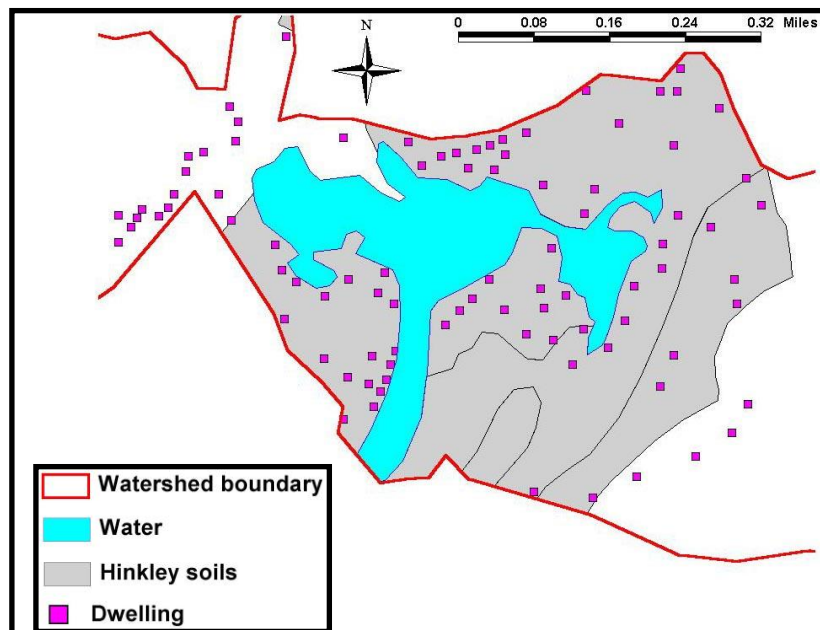 N
0 0.08 0.16 0.24 0.32 Miles
Watershed boundary
Water
Hinkley soils
Dwelling